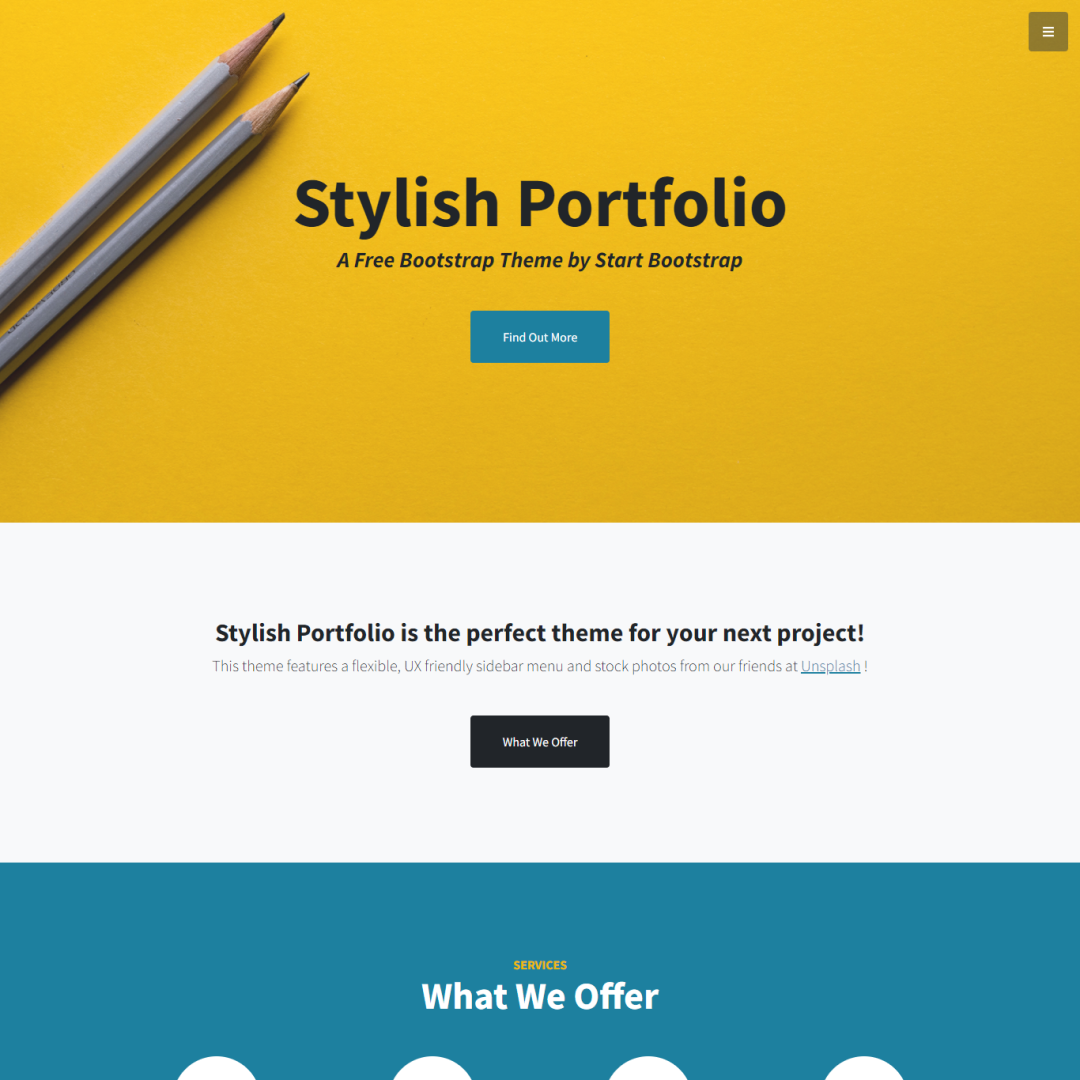 Stylish Portfolio
A Free Bootstrap Theme by Start Bootstrap
Find Out More
Stylish Portfolio is the perfect theme for your next project!
This theme features a flexible, UX friendly sidebar menu and stock photos from our friends at Unsplash !
What We Offer
SERVICES
What We Offer